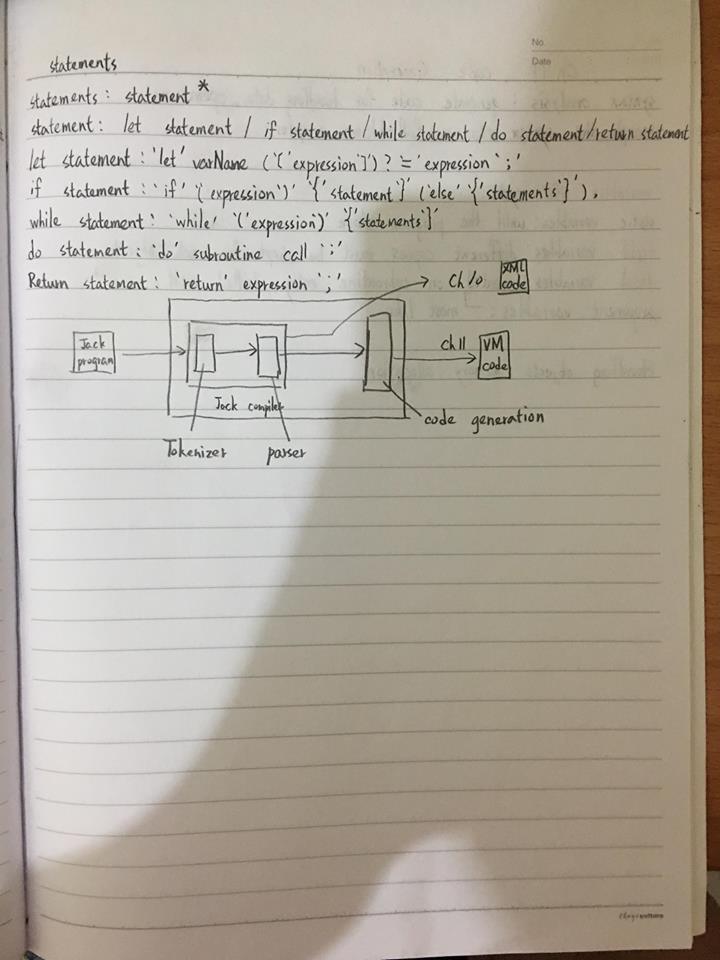 No.
Date
statements
statements: statement *
statement: let statement / if statement / while statement / do statement / return statement
let statement: 'let' varName ('['expression']')? '=' expression ';'
if statement: 'if' '(expression')' '{'statement'}' ('else' '{'statements'}').
while statement: 'while' '('expression')' '{'statements'}'
do statement: 'do' subroutine call ';'
Return statement: 'return' expression ';'
ch10
XML
code
Jack
program
ch11
VM
code
Jack compiler
code generation
Tokenizer
parser